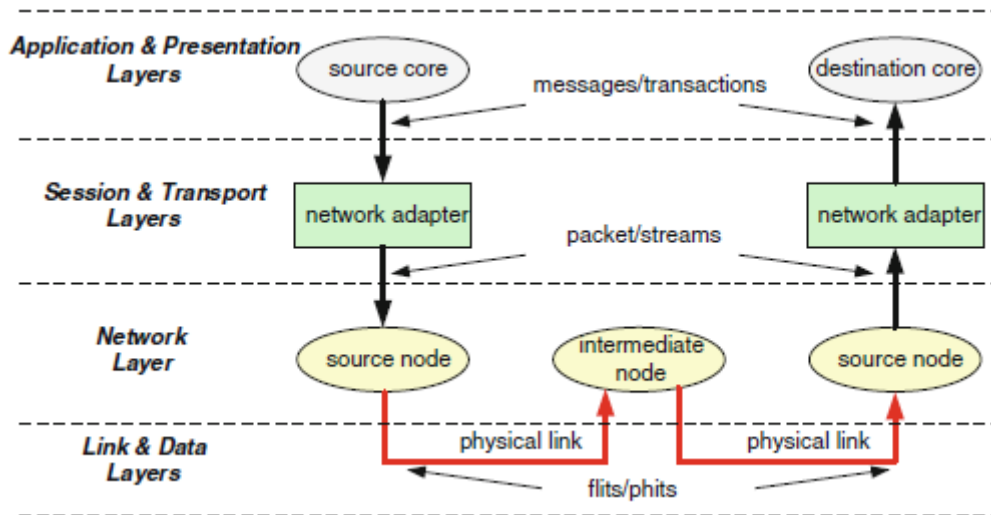 Application & Presentation
Layers
source core
destination core
messages/transactions
Session & Transport
Layers
network adapter
network adapter
packet/streams
Network
Layer
source node
intermediate
node
source node
Link & Data
Layers
physical link
physical link
flits/phits